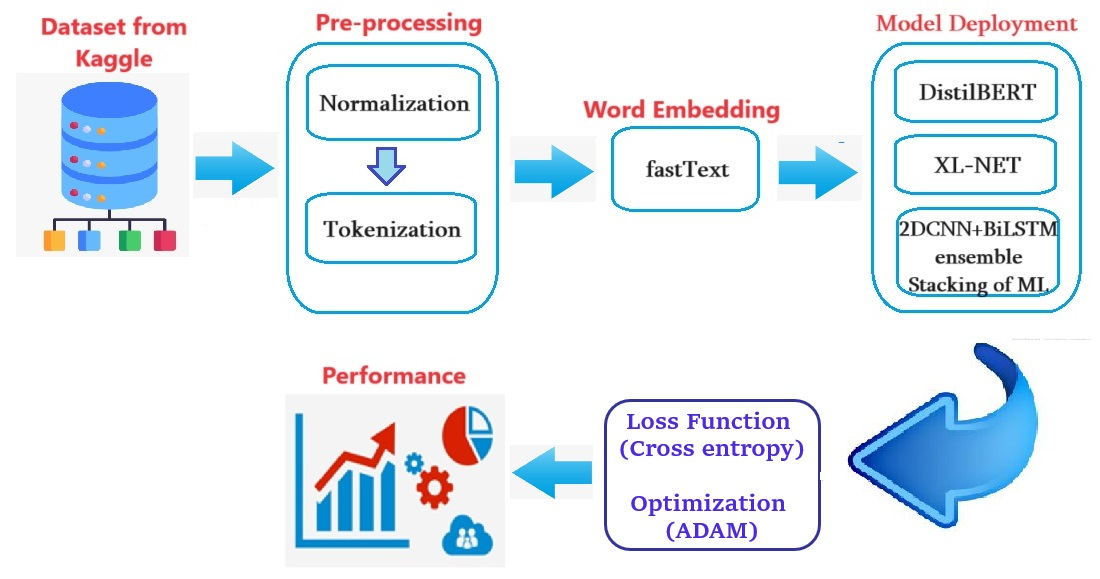 Dataset from
Kaggle
Pre-processing
Normalization
Tokenization
Word Embedding
fastText
Model Deployment
DistilBERT
XL-NET
2DCNN+BiLSTM
ensemble
Stacking of ML
Loss Function
(Cross entropy)
Optimization
(ADAM)
Performance